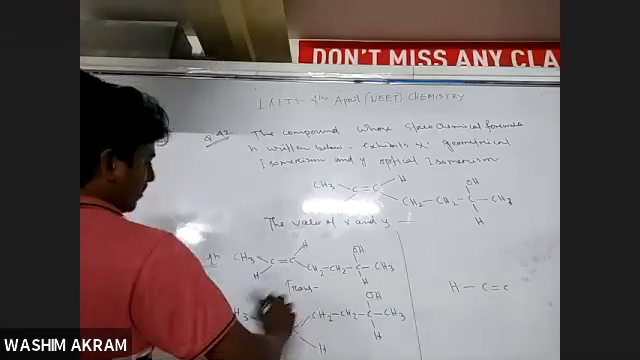 DON'T MISS ANY CLA
LAITS - 4th April (NEET) CHEMISTRY
Q.42 The compound whose stereochemical formula
is written below. exhibits 'x' geometrical
Isomerism and y optical Isomerism
CH3 C=C H
CH2-CH2-C-CH3
OH
H
The value of x and y
CH3 C=C H
H CH2-CH2-C-CH3
OH
H
Trans-
H3
CH2-CH2-C-CH3
OH
H
H
H-C=C
WASHIM AKRAM